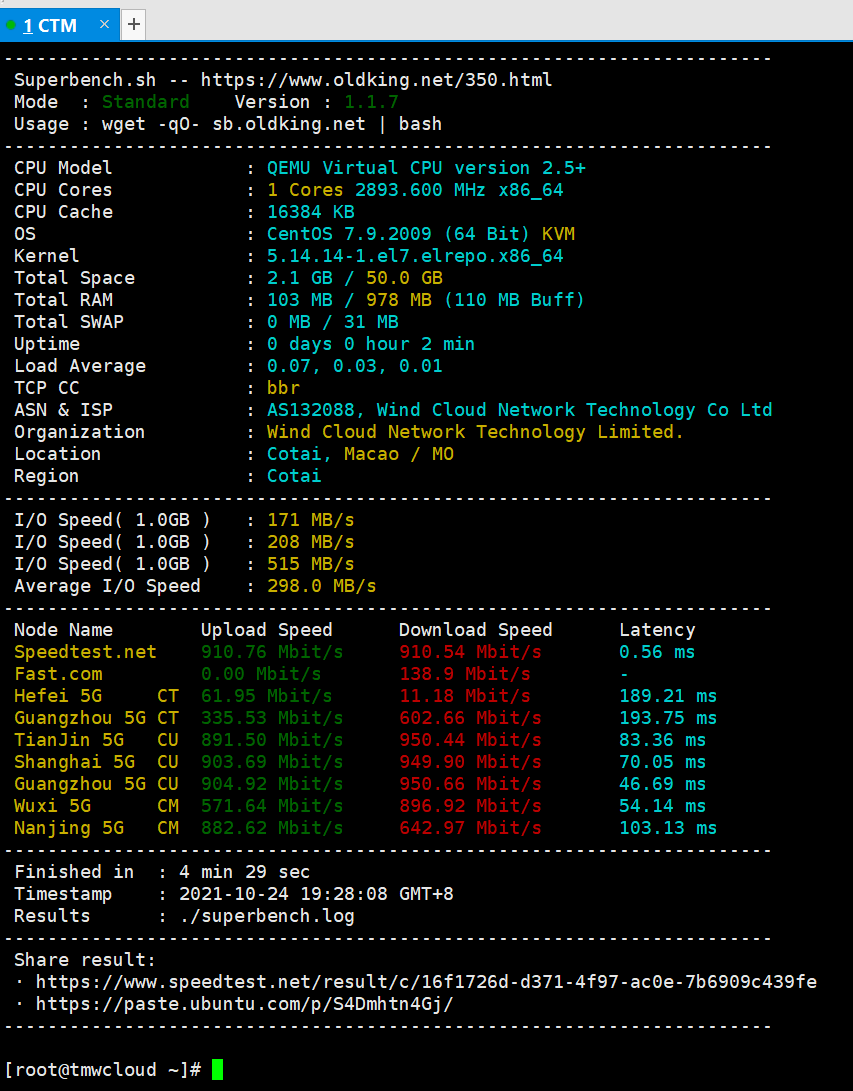 1 CTM × +
----------------------------------------------------------------------
Superbench.sh -- https://www.oldking.net/350.html
Mode  : Standard    Version : 1.1.7
Usage : wget -qO- sb.oldking.net | bash
----------------------------------------------------------------------
CPU Model            : QEMU Virtual CPU version 2.5+
CPU Cores            : 1 Cores 2893.600 MHz x86_64
CPU Cache            : 16384 KB
OS                   : CentOS 7.9.2009 (64 Bit) KVM
Kernel               : 5.14.14-1.el7.elrepo.x86_64
Total Space          : 2.1 GB / 50.0 GB
Total RAM            : 103 MB / 978 MB (110 MB Buff)
Total SWAP           : 0 MB / 31 MB
Uptime               : 0 days 0 hour 2 min
Load Average         : 0.07, 0.03, 0.01
TCP CC               : bbr
ASN & ISP            : AS132088, Wind Cloud Network Technology Co Ltd
Organization         : Wind Cloud Network Technology Limited.
Location             : Cotai, Macao / MO
Region               : Cotai
----------------------------------------------------------------------
I/O Speed( 1.0GB )   : 171 MB/s
I/O Speed( 1.0GB )   : 208 MB/s
I/O Speed( 1.0GB )   : 515 MB/s
Average I/O Speed    : 298.0 MB/s
----------------------------------------------------------------------
Node Name        Upload Speed      Download Speed      Latency
Speedtest.net    910.76 Mbit/s     910.54 Mbit/s       0.56 ms
Fast.com         0.00 Mbit/s       138.9 Mbit/s        -
Hefei 5G     CT  61.95 Mbit/s      11.18 Mbit/s        189.21 ms
Guangzhou 5G CT  335.53 Mbit/s     602.66 Mbit/s       193.75 ms
TianJin 5G   CU  891.50 Mbit/s     950.44 Mbit/s       83.36 ms
Shanghai 5G  CU  903.69 Mbit/s     949.90 Mbit/s       70.05 ms
Guangzhou 5G CU  904.92 Mbit/s     950.66 Mbit/s       46.69 ms
Wuxi 5G      CM  571.64 Mbit/s     896.92 Mbit/s       54.14 ms
Nanjing 5G   CM  882.62 Mbit/s     642.97 Mbit/s       103.13 ms
----------------------------------------------------------------------
Finished in  : 4 min 29 sec
Timestamp    : 2021-10-24 19:28:08 GMT+8
Results      : ./superbench.log
----------------------------------------------------------------------
Share result:
· https://www.speedtest.net/result/c/16f1726d-d371-4f97-ac0e-7b6909c439fe
· https://paste.ubuntu.com/p/S4Dmhtn4Gj/
----------------------------------------------------------------------
[root@tmwcloud ~]#